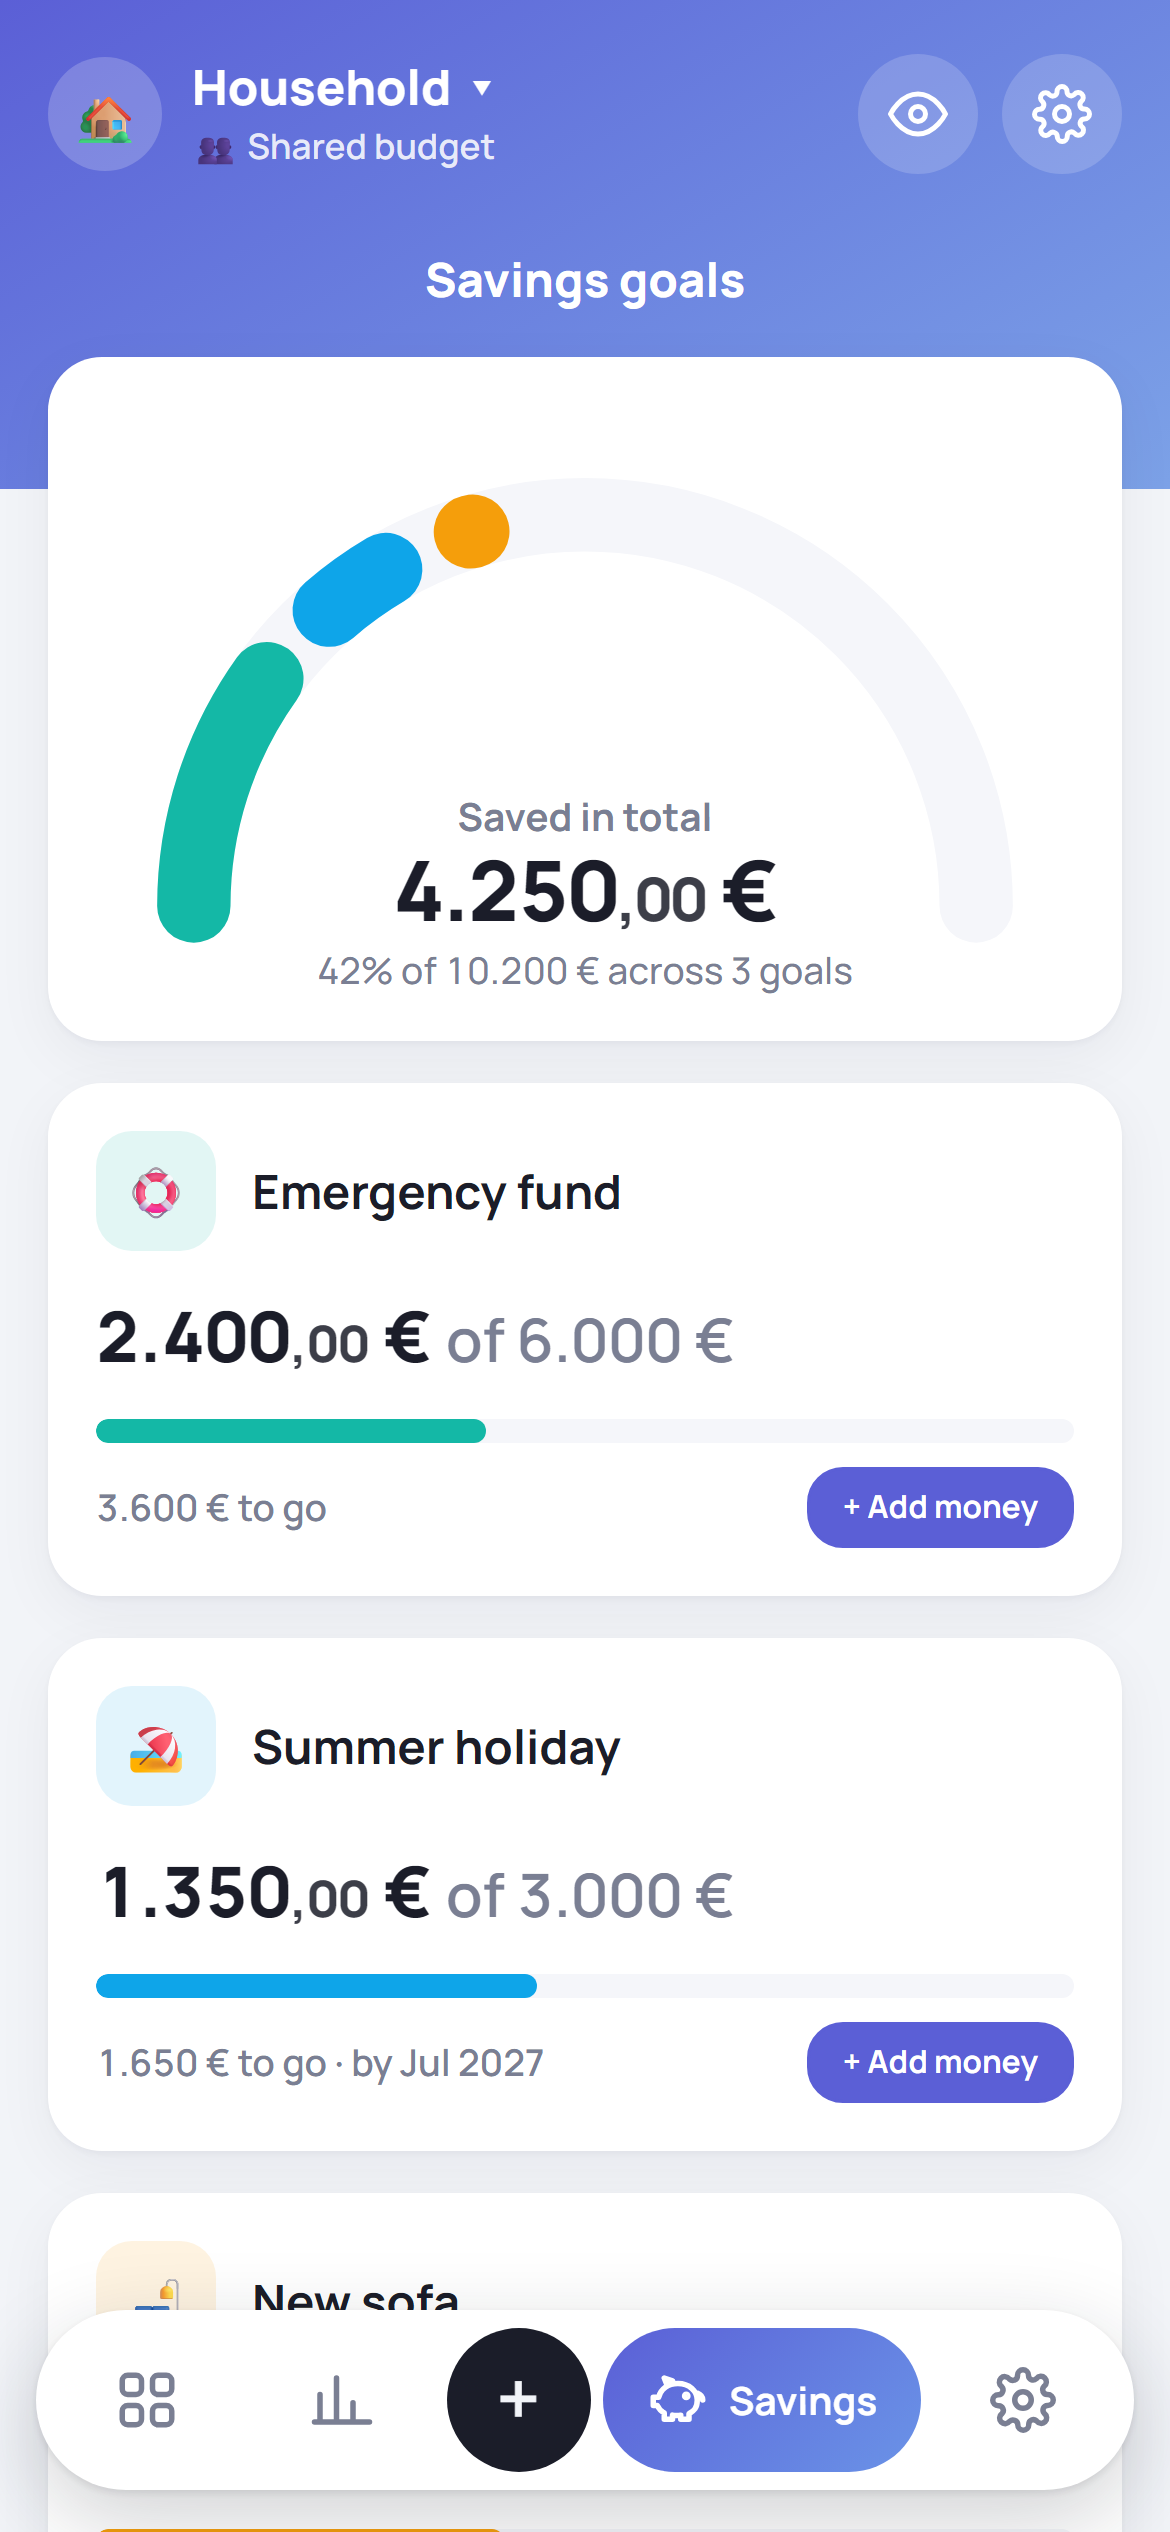 Household
Shared budget
Savings goals
Saved in total
4.250,00 €
42% of 10.200 € across 3 goals
Emergency fund
2.400,00 € of 6.000 €
3.600 € to go
+ Add money
Summer holiday
1.350,00 € of 3.000 €
1.650 € to go · by Jul 2027
+ Add money
New sofa
+
Savings